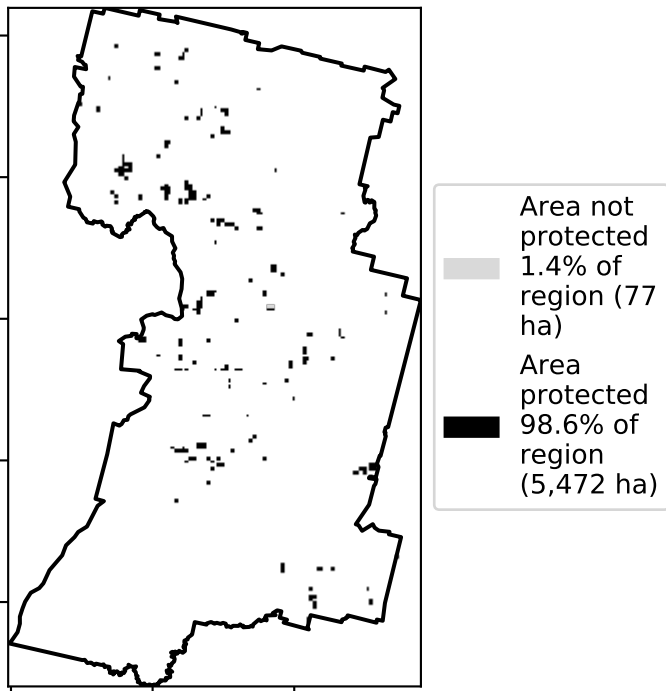 Area not
protected
1.4% of
region (77
ha)
Area
protected
98.6% of
region
(5,472 ha)